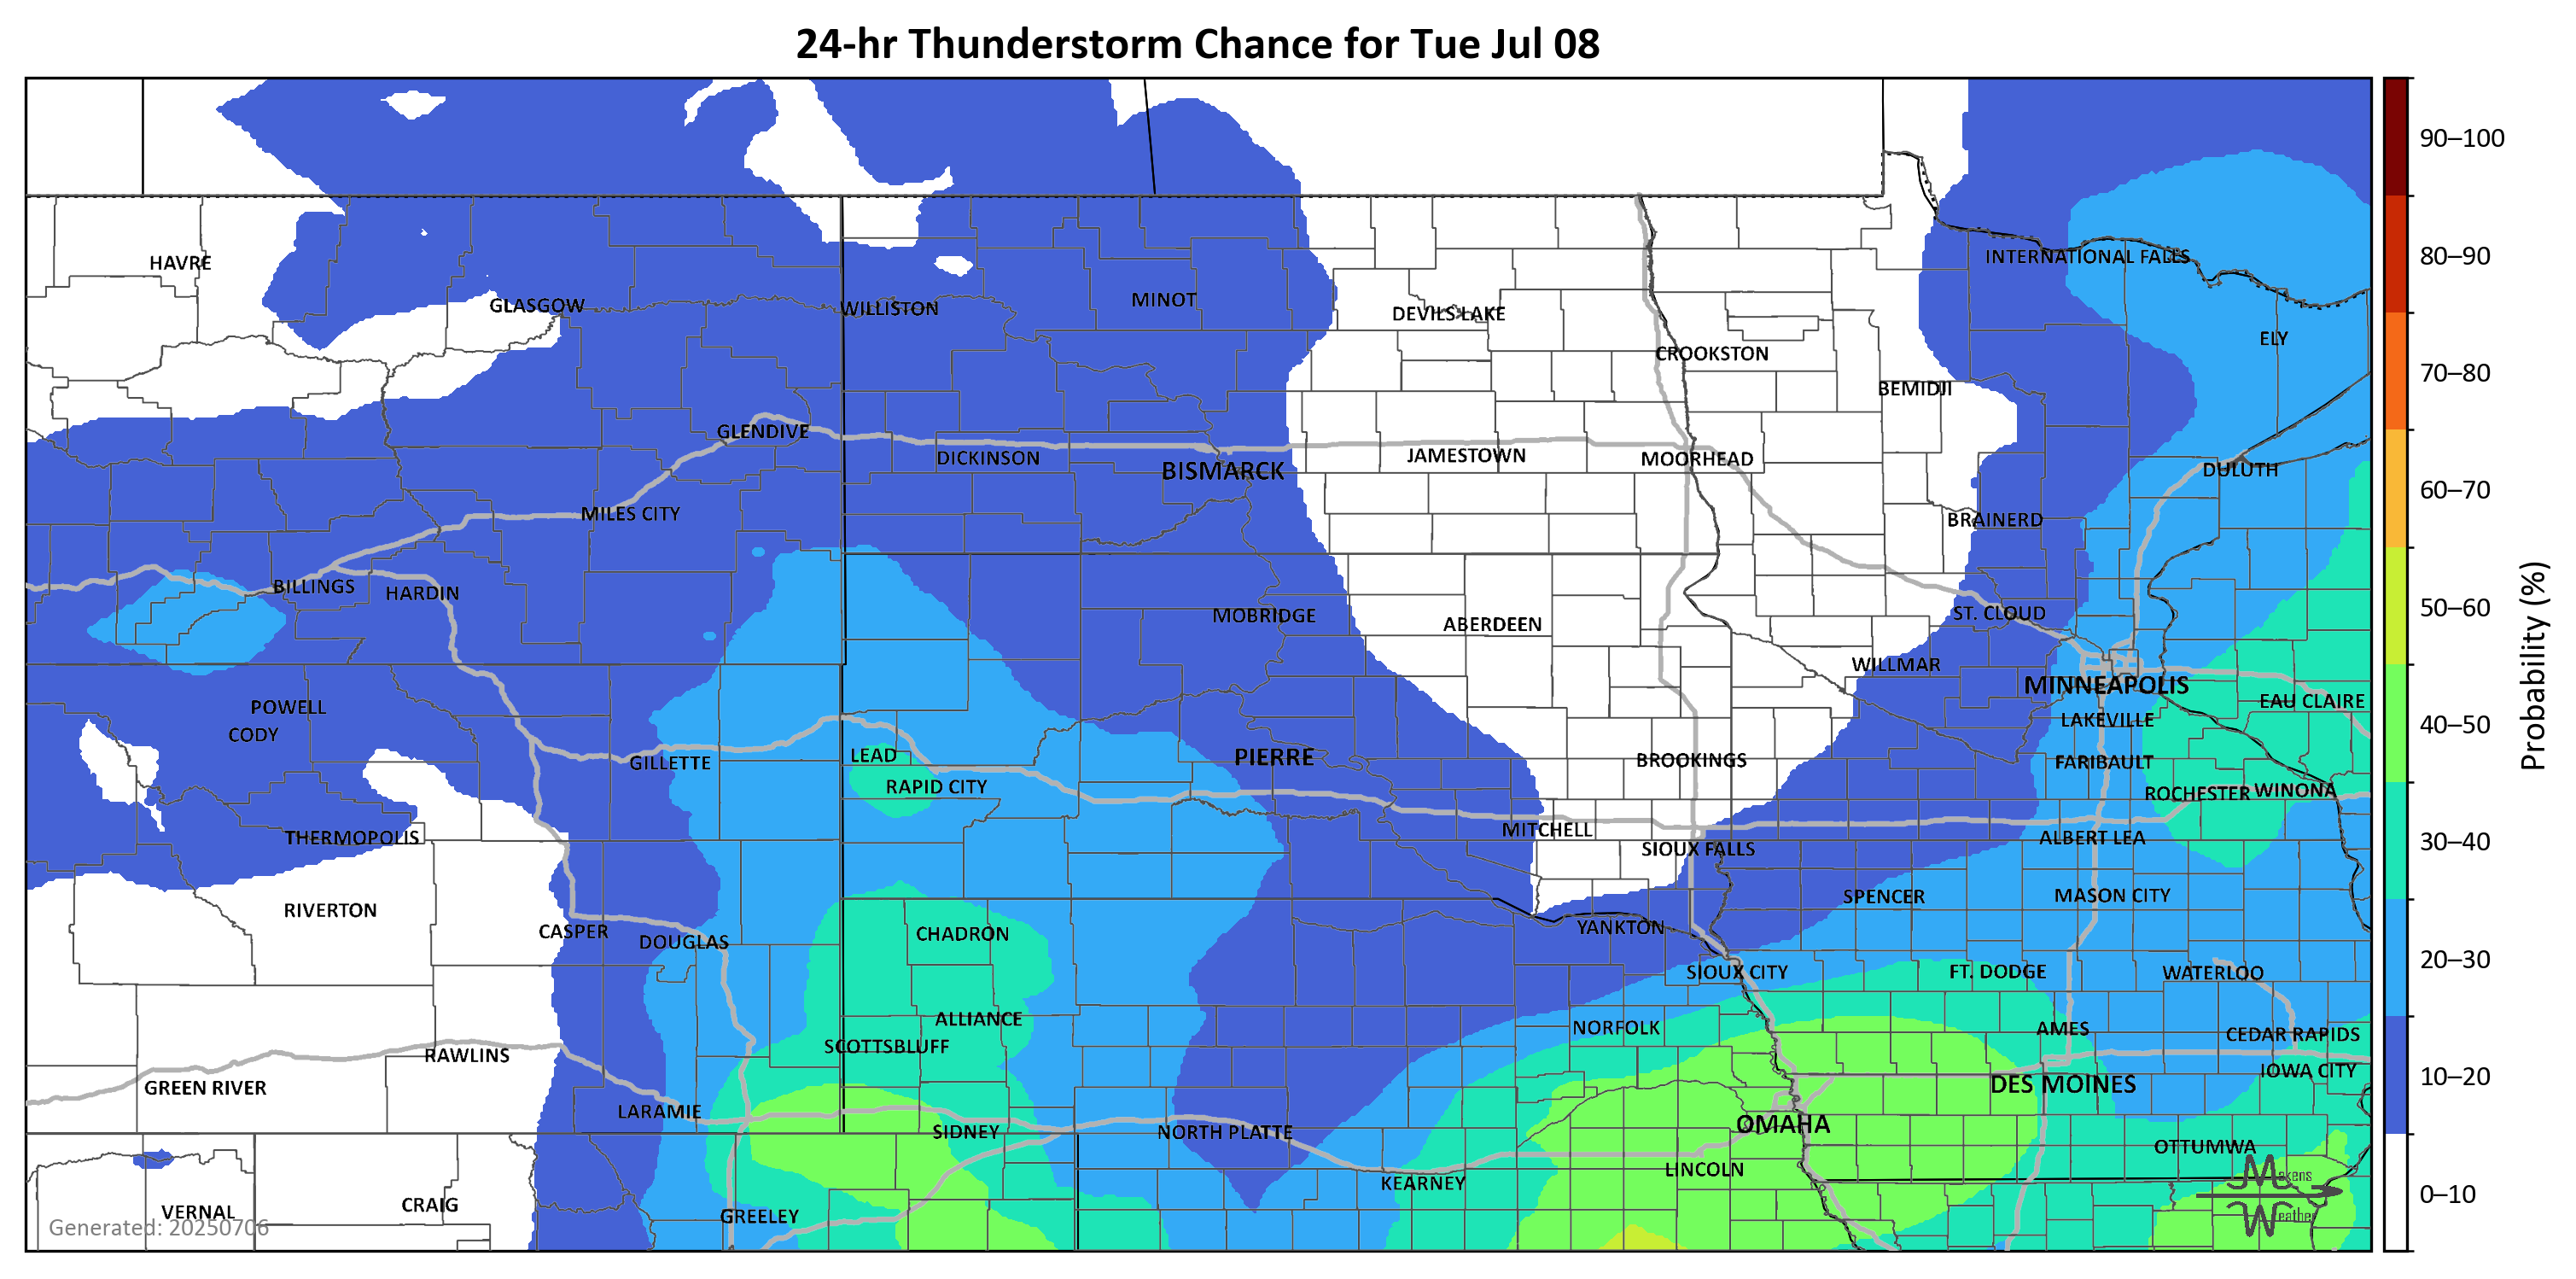 24-hr Thunderstorm Chance for Tue Jul 08
90–100
80–90
70–80
60–70
50–60
40–50
30–40
20–30
10–20
0–10
Probability (%)
HAVRE
GLASGOW
WILLISTON
MINOT
DEVILS LAKE
INTERNATIONAL FALLS
ELY
CROOKSTON
BEMIDJI
GLENDIVE
DICKINSON
BISMARCK
JAMESTOWN
MOORHEAD
DULUTH
MILES CITY
BRAINERD
BILLINGS
HARDIN
MOBRIDGE
ABERDEEN
ST. CLOUD
WILLMAR
MINNEAPOLIS
EAU CLAIRE
POWELL
CODY
LAKEVILLE
GILLETTE
LEAD
RAPID CITY
PIERRE
BROOKINGS
FARIBAULT
ROCHESTER
WINONA
THERMOPOLIS
MITCHELL
SIOUX FALLS
ALBERT LEA
RIVERTON
SPENCER
MASON CITY
CASPER
DOUGLAS
CHADRON
YANKTON
SIOUX CITY
FT. DODGE
WATERLOO
ALLIANCE
SCOTTSBLUFF
NORFOLK
AMES
CEDAR RAPIDS
RAWLINS
GREEN RIVER
DES MOINES
IOWA CITY
LARAMIE
SIDNEY
NORTH PLATTE
OMAHA
OTTUMWA
LINCOLN
KEARNEY
VERNAL
CRAIG
GREELEY
Generated: 20250706
Makens
Weather